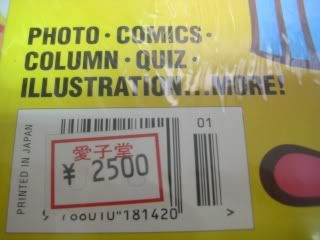 PHOTO · COMICS ·
COLUMN · QUIZ ·
ILLUSTRATION...MORE!
PRINTED IN JAPAN
01
愛子堂
¥ 2500
181420 >